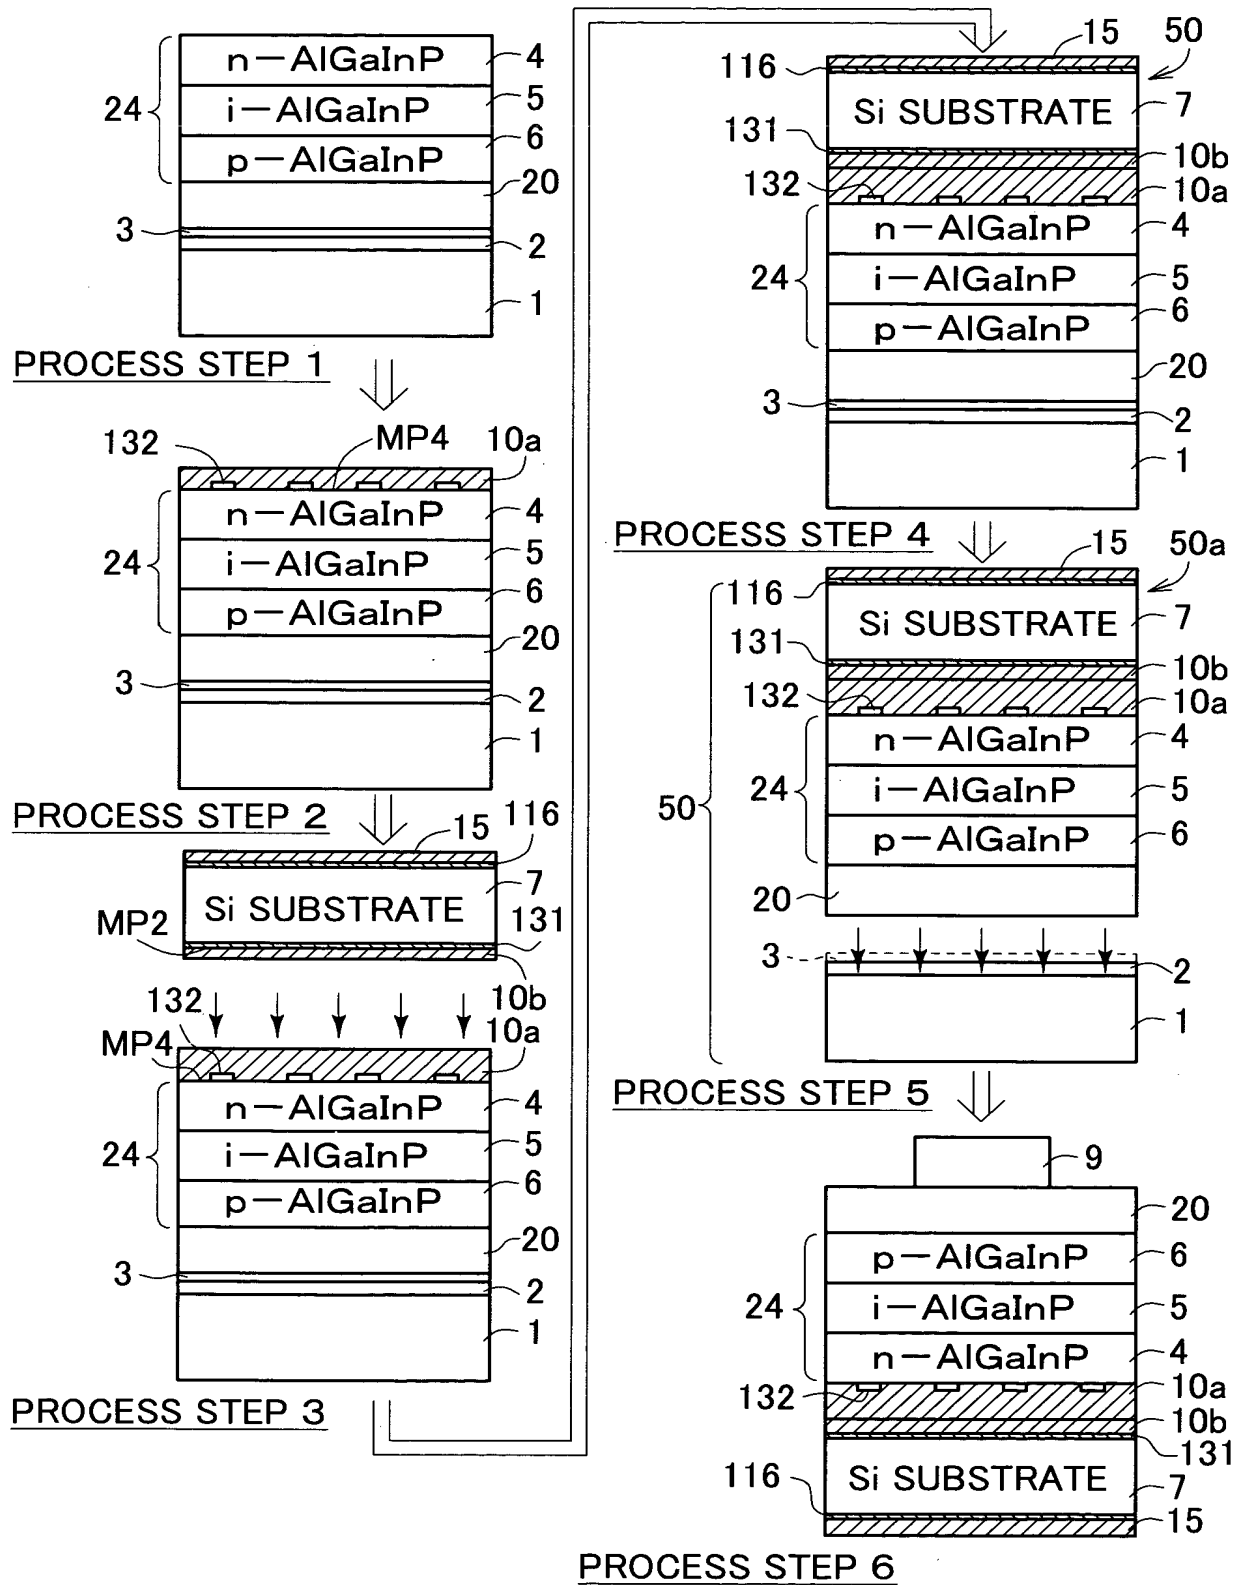 n-AlGaInP
4
24
i-AlGaInP
5
p-AlGaInP
6
20
3
2
1
PROCESS STEP 1
132
MP4
10a
n-AlGaInP
4
24
i-AlGaInP
5
p-AlGaInP
6
20
3
2
1
PROCESS STEP 2
15
116
Si SUBSTRATE
7
MP2
131
10b
132
MP4
10a
n-AlGaInP
4
24
i-AlGaInP
5
p-AlGaInP
6
20
3
2
1
PROCESS STEP 3
15
50
116
Si SUBSTRATE
7
131
10b
132
10a
n-AlGaInP
4
24
i-AlGaInP
5
p-AlGaInP
6
20
3
2
1
PROCESS STEP 4
15
50a
116
Si SUBSTRATE
7
131
10b
132
10a
n-AlGaInP
4
24
i-AlGaInP
5
50
p-AlGaInP
6
20
3
2
1
PROCESS STEP 5
9
20
p-AlGaInP
6
24
i-AlGaInP
5
n-AlGaInP
4
132
10a
10b
131
Si SUBSTRATE
7
116
15
PROCESS STEP 6